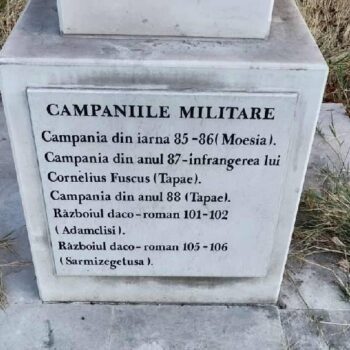 CAMPANIILE MILITARE
Campania din iarna 85-86(Moesia).
Campania din anul 87-infrangerea lui
Cornelius Fuscus (Tapae).
Campania din anul 88 (Tapae).
Războiul daco-roman 101-102
(Adamclisi).
Războiul daco-roman 105-106
(Sarmizegetusa).